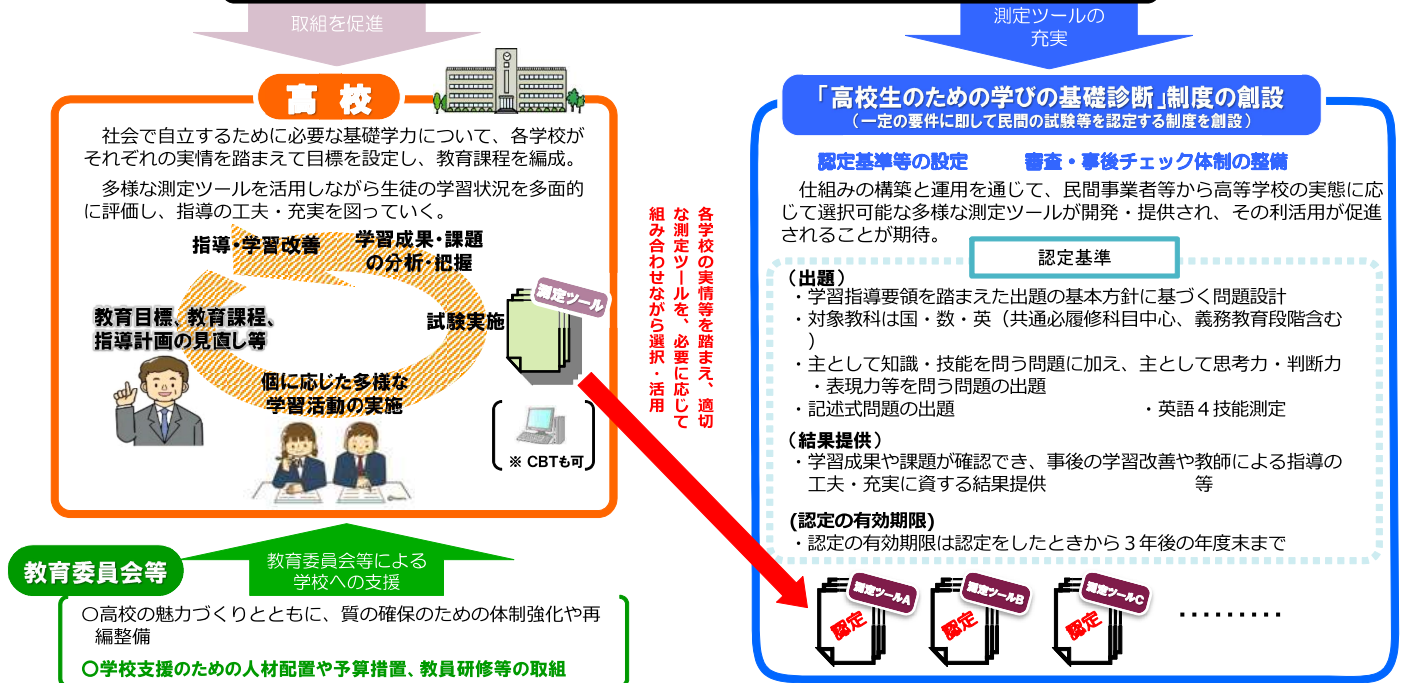 取組を促進
測定ツールの
充実
高校
社会で自立するために必要な基礎学力について、各学校が
それぞれの実情を踏まえて目標を設定し、教育課程を編成。
多様な測定ツールを活用しながら生徒の学習状況を多面的
に評価し、指導の工夫・充実を図っていく。
指導・学習改善
学習成果・課題
の分析・把握
測定ツール
試験実施
教育目標、教育課程、
指導計画の見直し等
個に応じた多様な
学習活動の実施
※ CBTも可
各学校の実情等を踏まえ、適切
な測定ツールを、必要に応じて
組み合わせながら選択・活用
「高校生のための学びの基礎診断」制度の創設
（一定の要件に即して民間の試験等を認定する制度を創設）
認定基準等の設定
審査・事後チェック体制の整備
仕組みの構築と運用を通じて、民間事業者等から高等学校の実態に応
じて選択可能な多様な測定ツールが開発・提供され、その利活用が促進
されることが期待。
認定基準
（出題）
・学習指導要領を踏まえた出題の基本方針に基づく問題設計
・対象教科は国・数・英（共通必履修科目中心、義務教育段階含む
）
・主として知識・技能を問う問題に加え、主として思考力・判断力
・表現力等を問う問題の出題
・記述式問題の出題 ・英語４技能測定
（結果提供）
・学習成果や課題が確認でき、事後の学習改善や教師による指導の
工夫・充実に資する結果提供 等
(認定の有効期限)
・認定の有効期限は認定をしたときから３年後の年度末まで
測定ツールA
認定
測定ツールB
認定
測定ツールC
認定
………
教育委員会等
教育委員会等による
学校への支援
○高校の魅力づくりとともに、質の確保のための体制強化や再
編整備
○学校支援のための人材配置や予算措置、教員研修等の取組